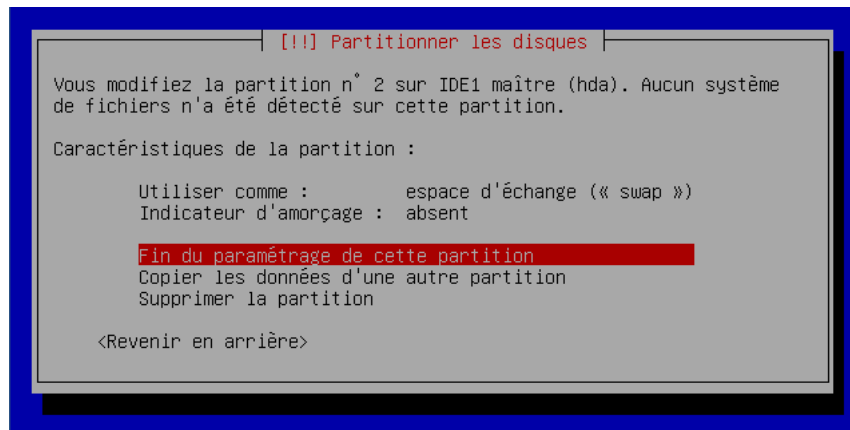 [!!] Partitionner les disques
Vous modifiez la partition n° 2 sur IDE1 maître (hda). Aucun système
de fichiers n'a été détecté sur cette partition.
Caractéristiques de la partition :
Utiliser comme : espace d'échange (« swap »)
Indicateur d'amorçage : absent
Fin du paramétrage de cette partition
Copier les données d'une autre partition
Supprimer la partition
<Revenir en arrière>